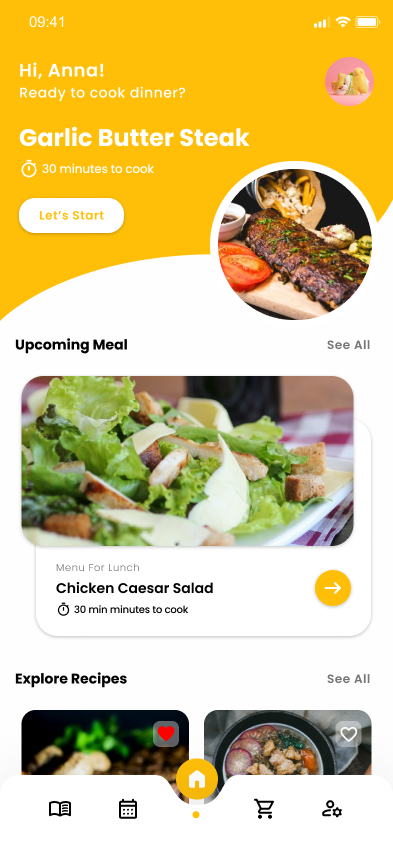 09:41
Hi, Anna!
Ready to cook dinner?
Garlic Butter Steak
30 minutes to cook
Let's Start
Upcoming Meal
See All
Menu For Lunch
Chicken Caesar Salad
30 min minutes to cook
Explore Recipes
See All